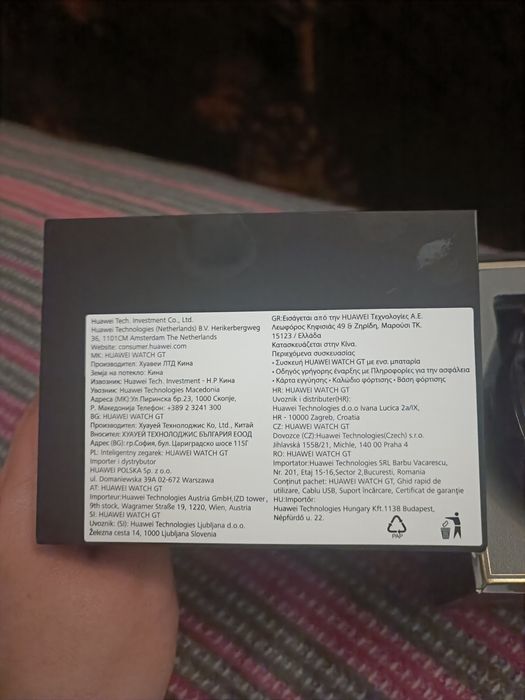 Huawei Tech. Investment Co., Ltd.
Huawei Technologies (Netherlands) B.V. Herikerbergweg
36, 1101CM Amsterdam The Netherlands
Website: consumer.huawei.com
MK: HUAWEI WATCH GT
Производител: Хуавеи ЛТД Кина
Земја на потекло: Кина
Извозник: Huawei Tech. Investment - Н.Р Кина
Увозник: Huawei Technologies Macedonia
Адреса (MK):Ул.Пиринска бр.23, 1000 Скопје,
Р. Македонија Телефон: +389 2 3241 300
BG: HUAWEI WATCH GT
Производител: Хуауей Технолоджис Ко, Лтд., Китай
Вносител: ХУАУЕЙ ТЕХНОЛОДЖИС БЪЛГАРИЯ ЕООД
Адрес (BG): гр.София, бул. Цариградско шосе 115Г
PL: Inteligentny zegarek: HUAWEI WATCH GT
Importer i dystrybutor
HUAWEI POLSKA Sp. z o.o.
ul. Domaniewska 39A 02-672 Warszawa
AT: HUAWEI WATCH GT
Importeur:Huawei Technologies Austria GmbH,IZD tower,
9th stock, Wagramer Straße 19, 1220, Wien, Austria
SI: HUAWEI WATCH GT
Uvoznik: (SI): Huawei Technologies Ljubljana d.o.o.
Železna cesta 14, 1000 Ljubljana Slovenia
GR:Εισάγεται από την HUAWEI Τεχνολογίες Α.Ε.
Λεωφόρος Κηφισιάς 49 & Ζηρίδη, Μαρούσι ΤΚ.
15123 / Ελλάδα
Κατασκευάζεται στην Κίνα.
Περιεχόμενα συσκευασίας
• Συσκευή HUAWEI WATCH GT με ενσ. μπαταρία
• Οδηγός γρήγορης έναρξης με Πληροφορίες για την ασφάλεια
• Κάρτα εγγύησης • Καλώδιο φόρτισης • Βάση φόρτισης
HR: HUAWEI WATCH GT
Uvoznik i distributer(HR):
Huawei Technologies d.o.o Ivana Lucica 2a/IX,
HR - 10000 Zagreb, Croatia
CZ: HUAWEI WATCH GT
Dovozce (CZ):Huawei Technologies(Czech) s.r.o.
Jihlavská 1558/21, Michle, 140 00 Praha 4
RO: HUAWEI WATCH GT
Importator:Huawei Technologies SRL Barbu Vacarescu,
Nr. 201, Etaj 15-16,Sector 2,Bucuresti, Romania
Conținut pachet: HUAWEI WATCH GT, Ghid rapid de
utilizare, Cablu USB, Suport încărcare, Certificat de garanție
HU:Importőr:
Huawei Technologies Hungary Kft.1138 Budapest,
Népfürdő u. 22.
PAP